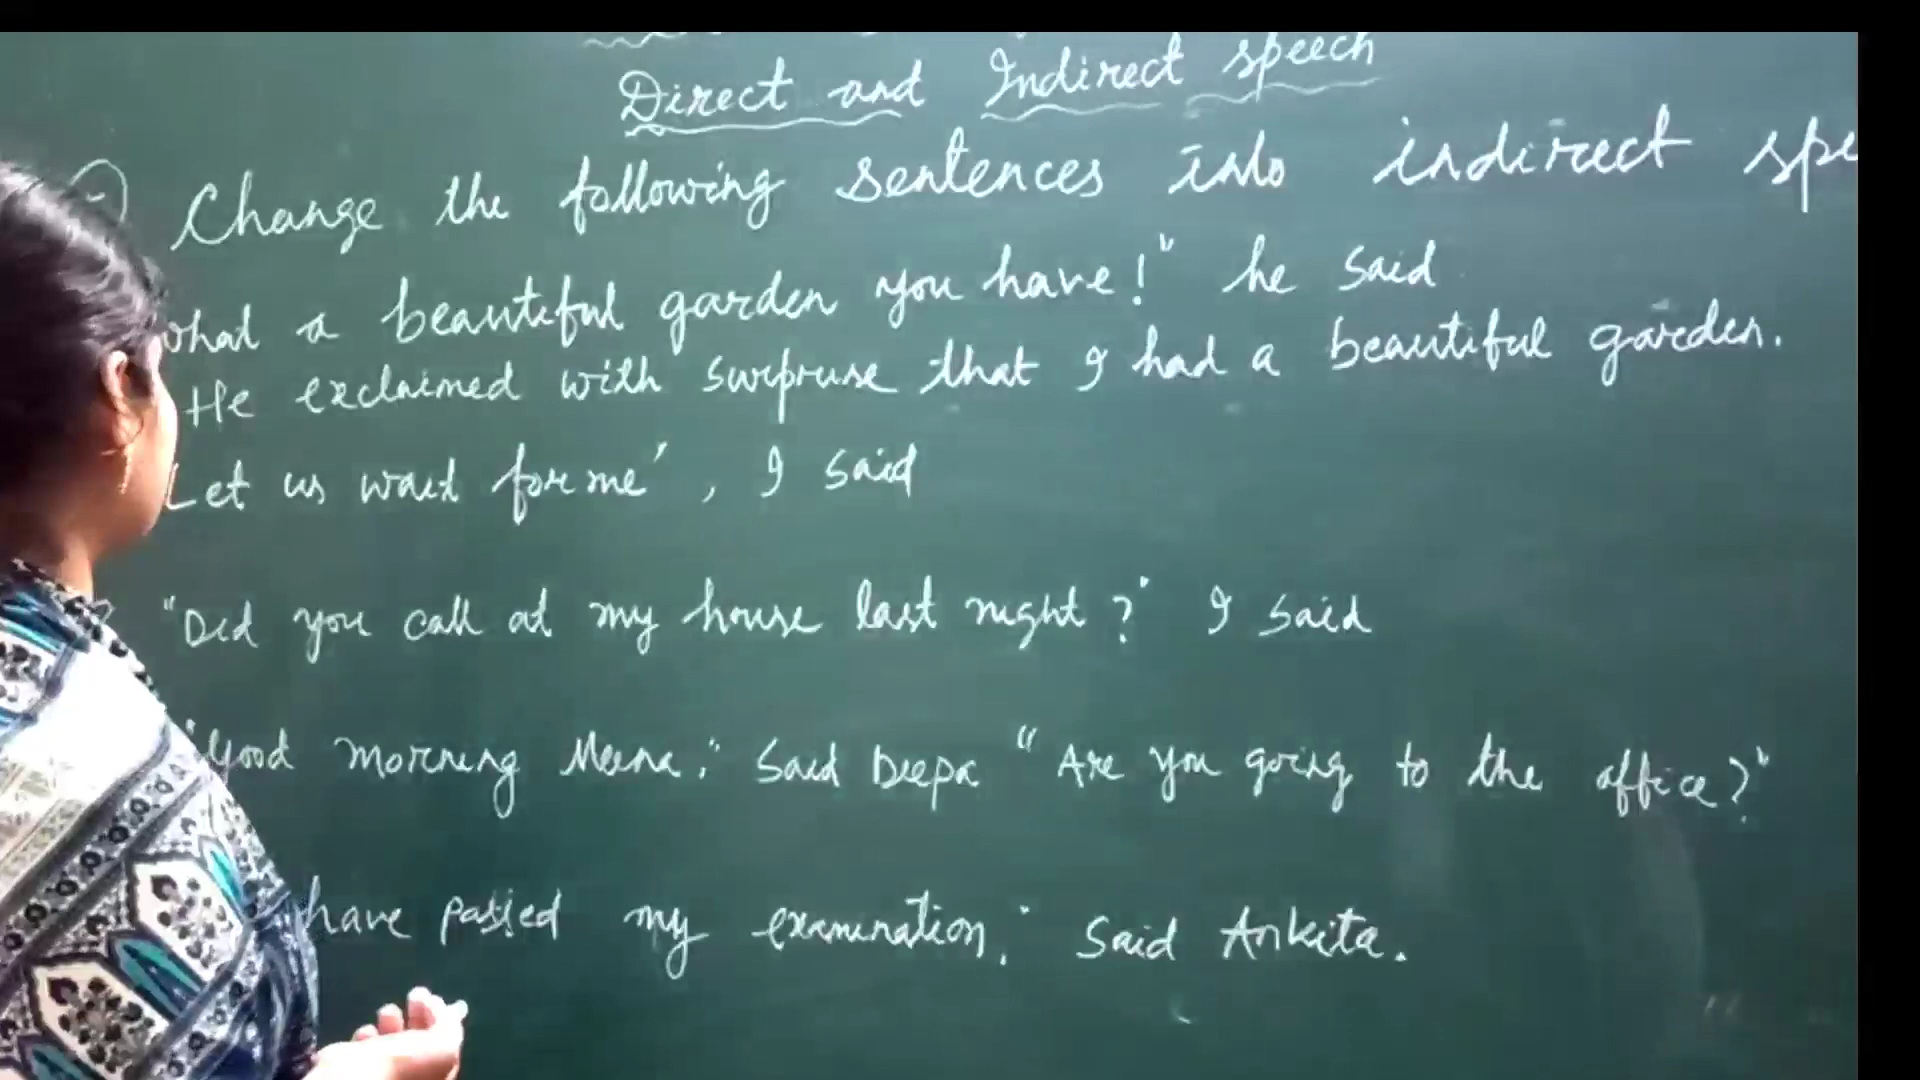 Direct and Indirect speech
Change the following sentences into indirect spe
what a beautiful garden you have!" he said
He exclaimed with surpruse that I had a beautiful garden.
Let us wait for me', I said
"Did you call at my house last night?" I said
"Good morning Meena." Said Deepa "Are you going to the office?"
have passed my examination." Said Ankita.